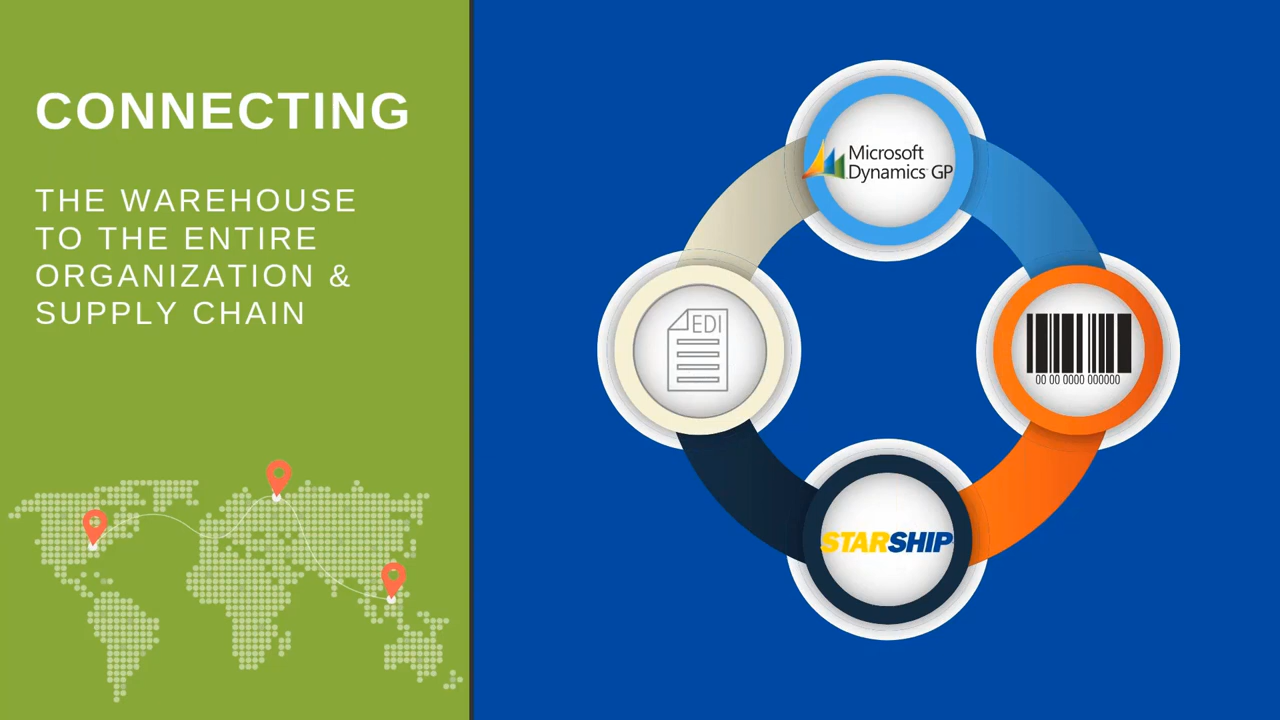 CONNECTING
THE WAREHOUSE
TO THE ENTIRE
ORGANIZATION &
SUPPLY CHAIN
Microsoft
Dynamics GP
EDI
00 00 0000 000000
STARSHIP